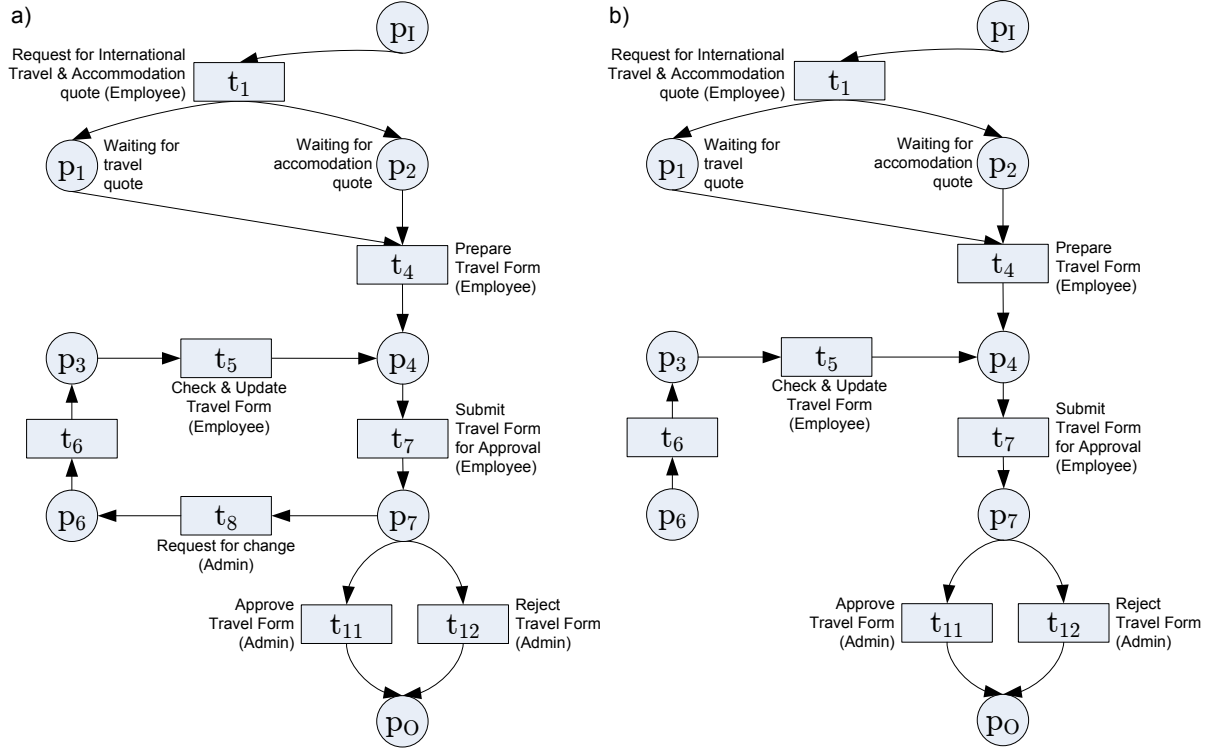 a)
pI
Request for International
Travel & Accommodation
quote (Employee)
t1
Waiting for
travel
quote
p1
Waiting for
accomodation
quote
p2
t4
Prepare
Travel Form
(Employee)
p3
t5
Check & Update
Travel Form
(Employee)
p4
t6
t7
Submit
Travel Form
for Approval
(Employee)
p6
t8
Request for change
(Admin)
p7
Approve
Travel Form
(Admin)
t11
t12
Reject
Travel Form
(Admin)
pO
b)
pI
Request for International
Travel & Accommodation
quote (Employee)
t1
Waiting for
travel
quote
p1
Waiting for
accomodation
quote
p2
t4
Prepare
Travel Form
(Employee)
p3
t5
Check & Update
Travel Form
(Employee)
p4
t6
t7
Submit
Travel Form
for Approval
(Employee)
p6
p7
Approve
Travel Form
(Admin)
t11
t12
Reject
Travel Form
(Admin)
pO